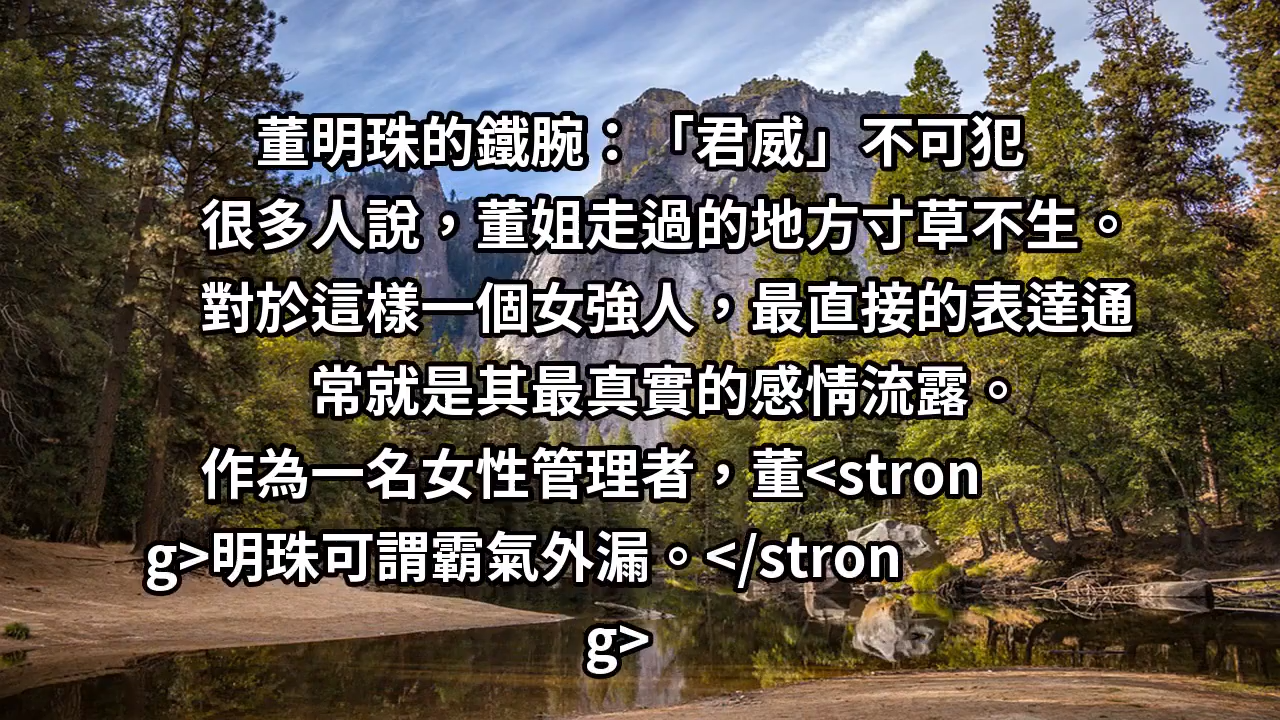 董明珠的鐵腕：「君威」不可犯
很多人說，董姐走過的地方寸草不生。
對於這樣一個女強人，最直接的表達通
常就是其最真實的感情流露。
作為一名女性管理者，董<stron
g>明珠可謂霸氣外漏。</stron
g>